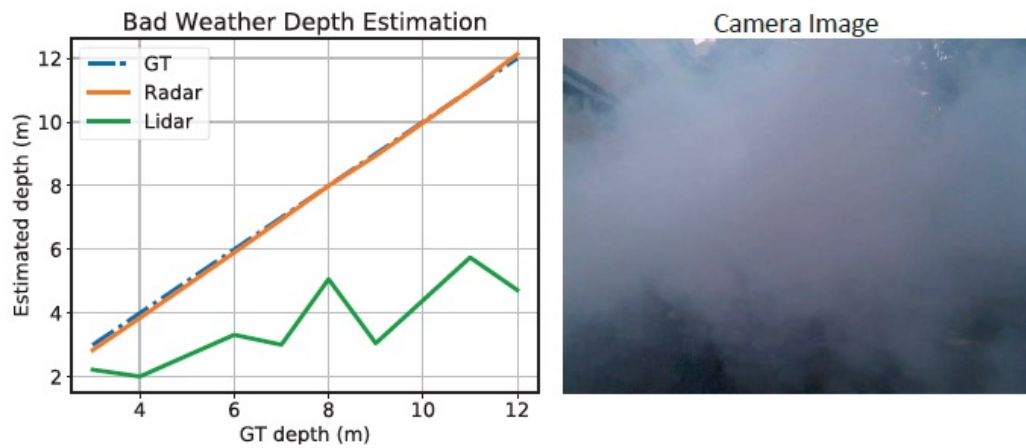 Bad Weather Depth Estimation
GT
Radar
Lidar
Estimated depth (m)
12
10
8
6
4
2
4
6
8
10
12
GT depth (m)
Camera Image